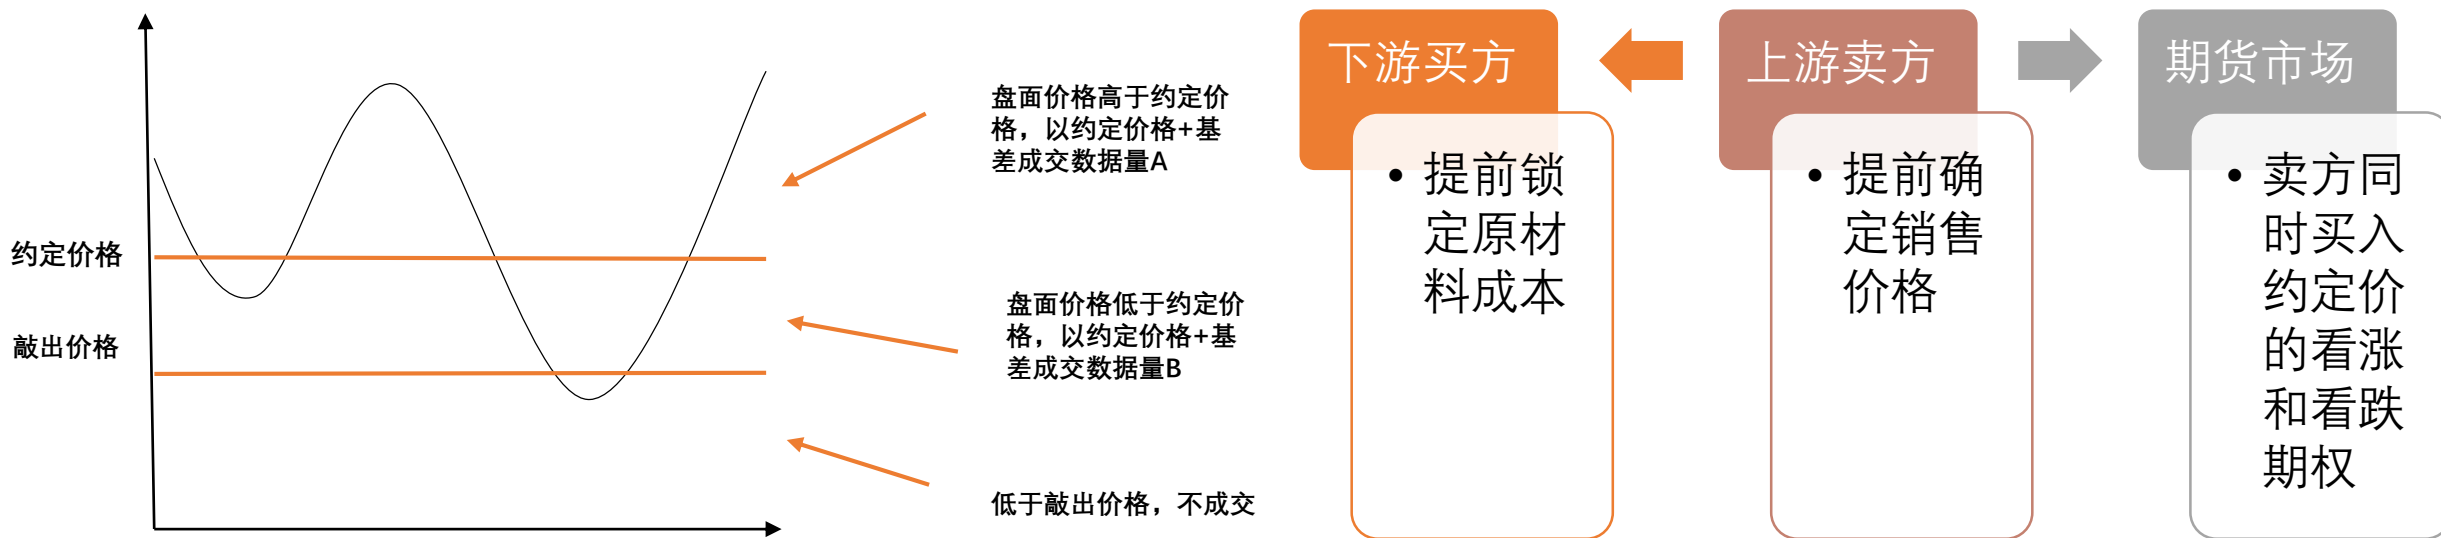 约定价格
敲出价格
盘面价格高于约定价
格，以约定价格+基
差成交数据量A
盘面价格低于约定价
格，以约定价格+基
差成交数据量B
低于敲出价格，不成交
下游买方
• 提前锁
定原材
料成本
上游卖方
• 提前确
定销售
价格
期货市场
• 卖方同
时买入
约定价
的看涨
和看跌
期权